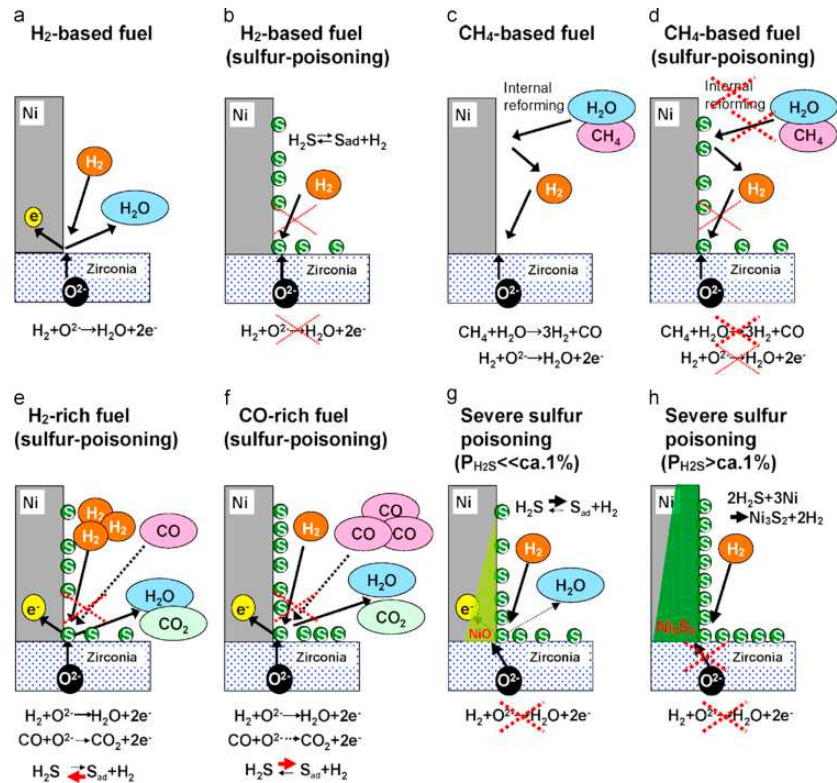 a
H₂-based fuel
Ni
H₂
e
H₂O
Zirconia
O²⁻
H₂+O²⁻→H₂O+2e⁻
b
H₂-based fuel
(sulfur-poisoning)
Ni
S
H₂S⇌Sad+H₂
S
S
H₂
S
S
S
S
Zirconia
O²⁻
H₂+O²⁻→H₂O+2e⁻
c
CH₄-based fuel
Ni
Internal
reforming
H₂O
CH₄
H₂
Zirconia
O²⁻
CH₄+H₂O→3H₂+CO
H₂+O²⁻→H₂O+2e⁻
d
CH₄-based fuel
(sulfur-poisoning)
Ni
Internal
reforming
H₂O
CH₄
S
S
H₂
S
S
S
S
S
Zirconia
O²⁻
CH₄+H₂O→3H₂+CO
H₂+O²⁻→H₂O+2e⁻
e
H₂-rich fuel
(sulfur-poisoning)
Ni
S
H₂
H₂
H₂
CO
S
S
S
e⁻
H₂O
CO₂
S
S
S
Zirconia
O²⁻
H₂+O²⁻→H₂O+2e⁻
CO+O²⁻→CO₂+2e⁻
H₂S⇌Sad+H₂
f
CO-rich fuel
(sulfur-poisoning)
Ni
S
H₂
CO
CO
CO
S
S
S
S
e⁻
H₂O
CO₂
S
S
S
S
Zirconia
O²⁻
H₂+O²⁻→H₂O+2e⁻
CO+O²⁻→CO₂+2e⁻
H₂S⇌Sad+H₂
g
Severe sulfur
poisoning
(PH₂S<<ca.1%)
Ni
S
H₂S⇌Sad+H₂
S
H₂
S
S
e⁻
H₂O
NiO
S
S
S
S
S
Zirconia
O²⁻
H₂+O²⁻→H₂O+2e⁻
h
Severe sulfur
poisoning
(PH₂S>ca.1%)
Ni
2H₂S+3Ni
→Ni₃S₂+2H₂
S
S
S
H₂
S
S
S
S
Ni₃S₂
S
S
S
S
S
S
Zirconia
O²⁻
H₂+O²⁻→H₂O+2e⁻